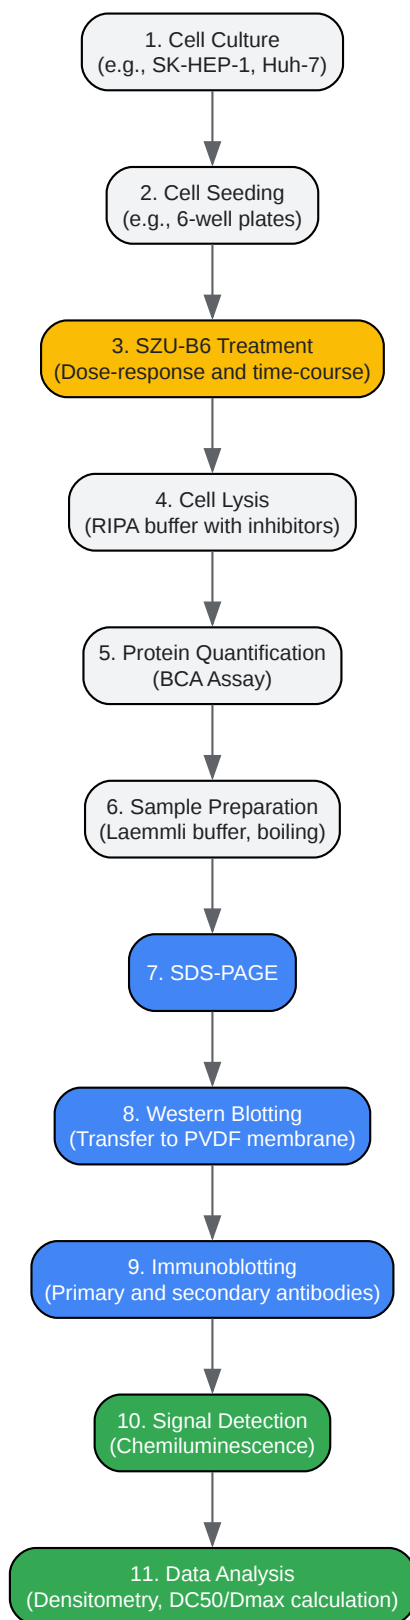 1. Cell Culture
(e.g., SK-HEP-1, Huh-7)
2. Cell Seeding
(e.g., 6-well plates)
3. SZU-B6 Treatment
(Dose-response and time-course)
4. Cell Lysis
(RIPA buffer with inhibitors)
5. Protein Quantification
(BCA Assay)
6. Sample Preparation
(Laemmli buffer, boiling)
7. SDS-PAGE
8. Western Blotting
(Transfer to PVDF membrane)
9. Immunoblotting
(Primary and secondary antibodies)
10. Signal Detection
(Chemiluminescence)
11. Data Analysis
(Densitometry, DC50/Dmax calculation)